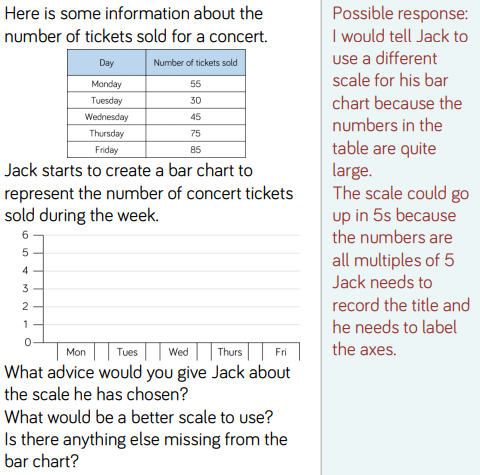 Here is some information about the
number of tickets sold for a concert.
Day Number of tickets sold
Monday 55
Tuesday 30
Wednesday 45
Thursday 75
Friday 85
Jack starts to create a bar chart to
represent the number of concert tickets
sold during the week.
6
5
4
3
2
1
0
Mon Tues Wed Thurs Fri
What advice would you give Jack about
the scale he has chosen?
What would be a better scale to use?
Is there anything else missing from the
bar chart?
Possible response:
I would tell Jack to
use a different
scale for his bar
chart because the
numbers in the
table are quite
large.
The scale could go
up in 5s because
the numbers are
all multiples of 5
Jack needs to
record the title and
he needs to label
the axes.